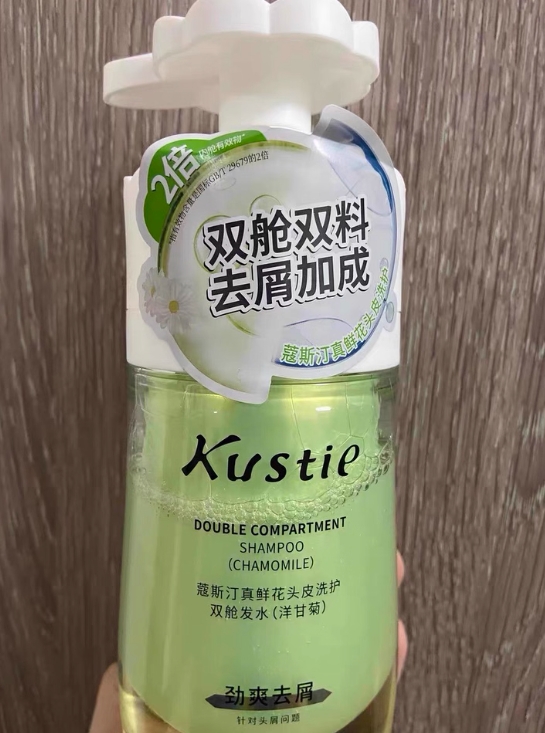 2倍
双舱双料
去屑加成
蔻斯汀真鲜花头皮洗护
Kustie
DOUBLE COMPARTMENT
SHAMPOO
(CHAMOMILE)
蔻斯汀真鲜花头皮洗护
双舱发水(洋甘菊)
劲爽去屑
针对头屑问题